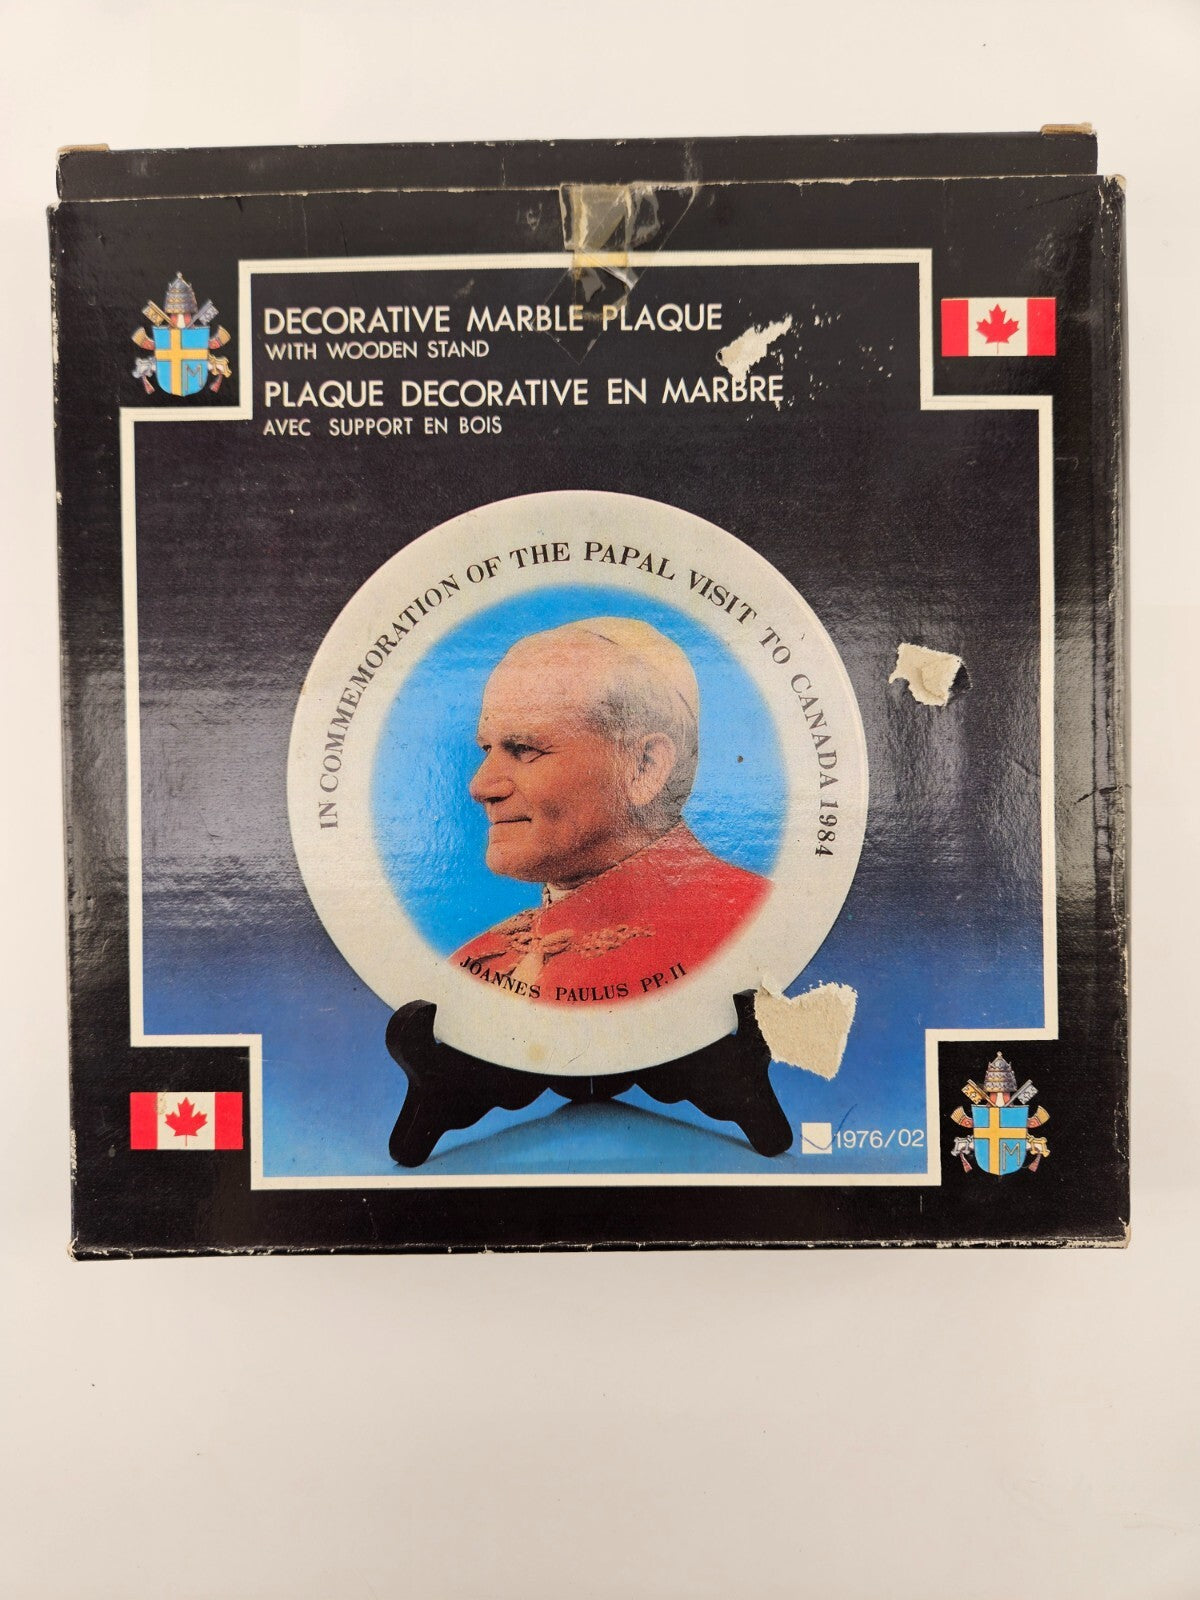 DECORATIVE MARBLE PLAQUE
WITH WOODEN STAND
PLAQUE DECORATIVE EN MARBRE
AVEC SUPPORT EN BOIS
IN COMMEMORATION OF THE PAPAL VISIT TO CANADA 1984
JOANNES PAULUS PP. II
1976/02
M
M